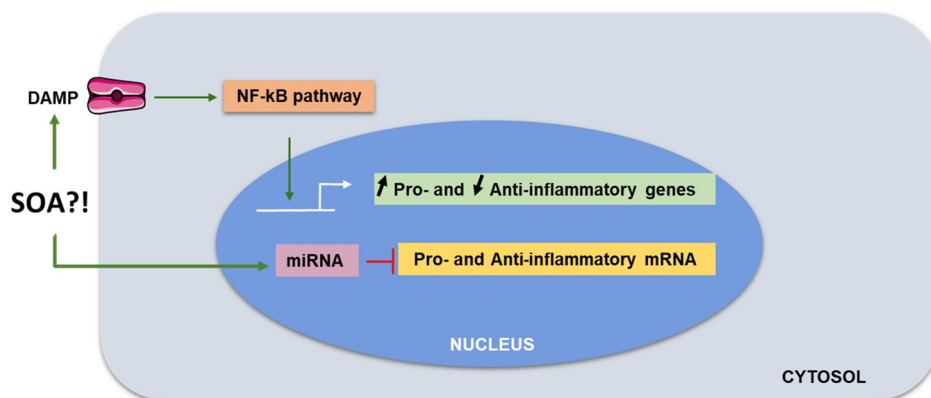 NF-kB pathway
DAMP
Pro- and Anti-inflammatory genes
SOA?!
miRNA
Pro- and Anti-inflammatory mRNA
NUCLEUS
CYTOSOL